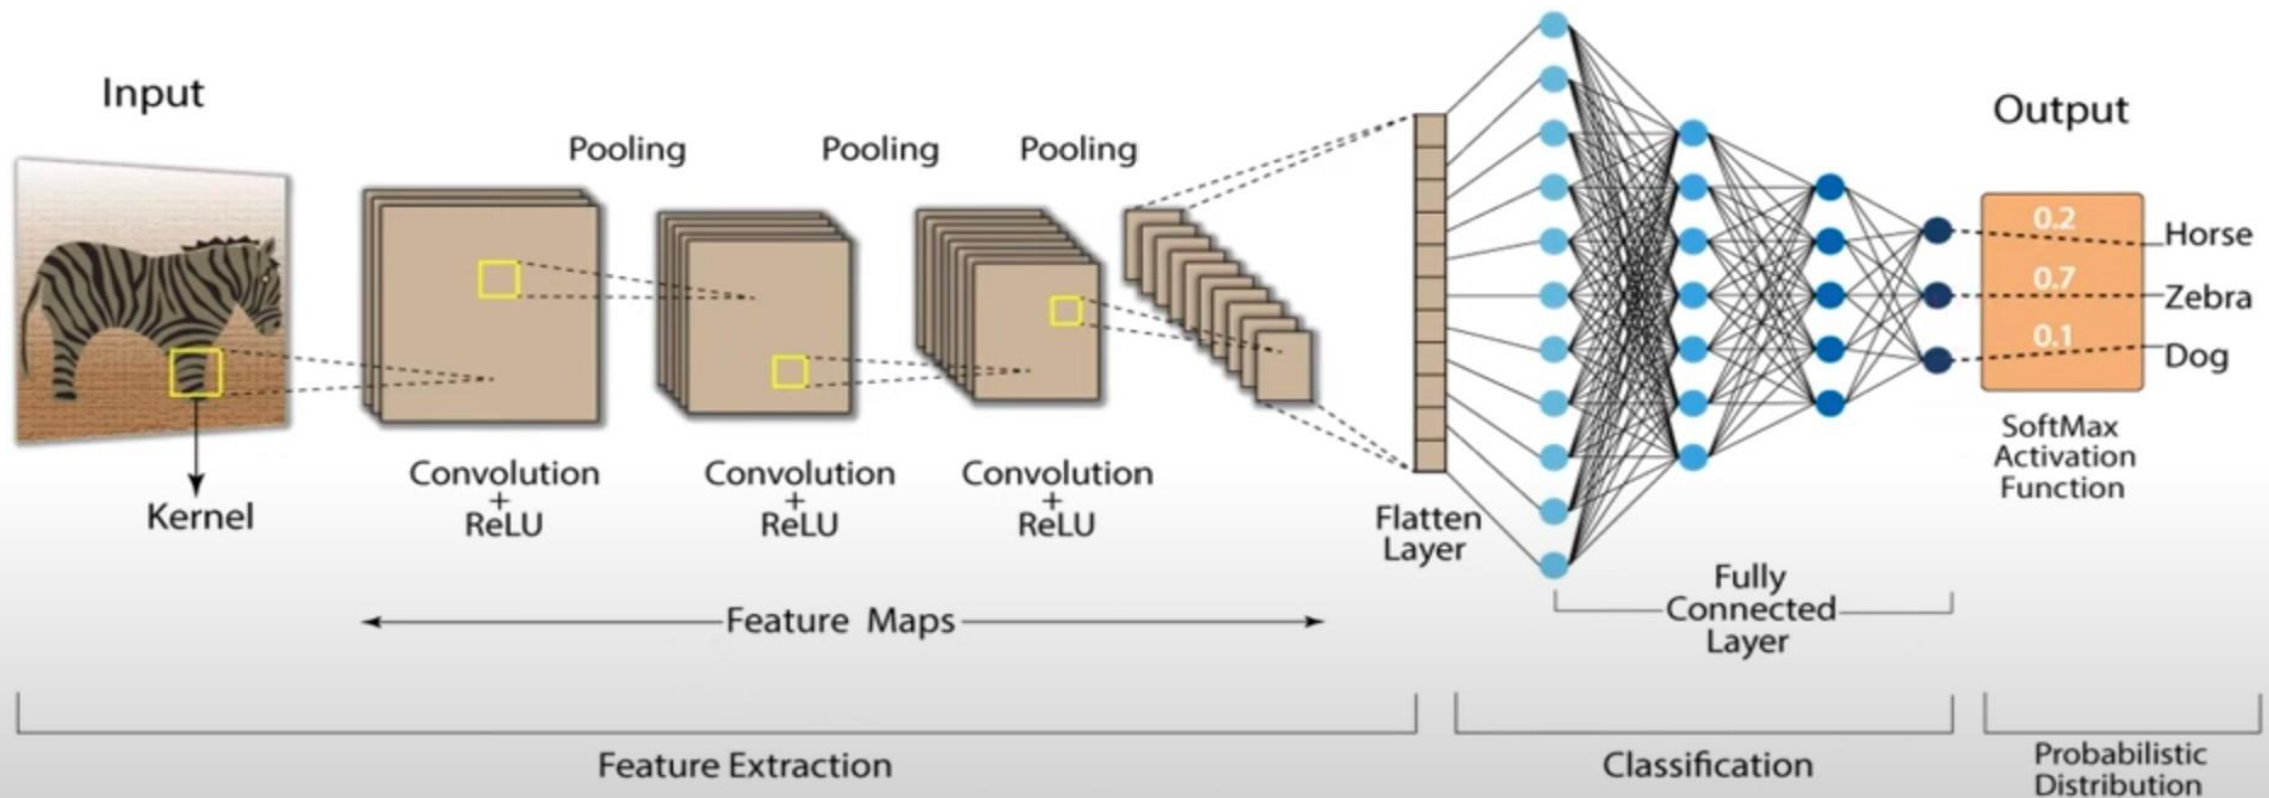 Input
Kernel
Pooling
Pooling
Pooling
Convolution
+
ReLU
Convolution
+
ReLU
Convolution
+
ReLU
Feature Maps
Flatten
Layer
Fully
Connected
Layer
Output
0.2
Horse
0.7
Zebra
0.1
Dog
SoftMax
Activation
Function
Feature Extraction
Classification
Probabilistic
Distribution